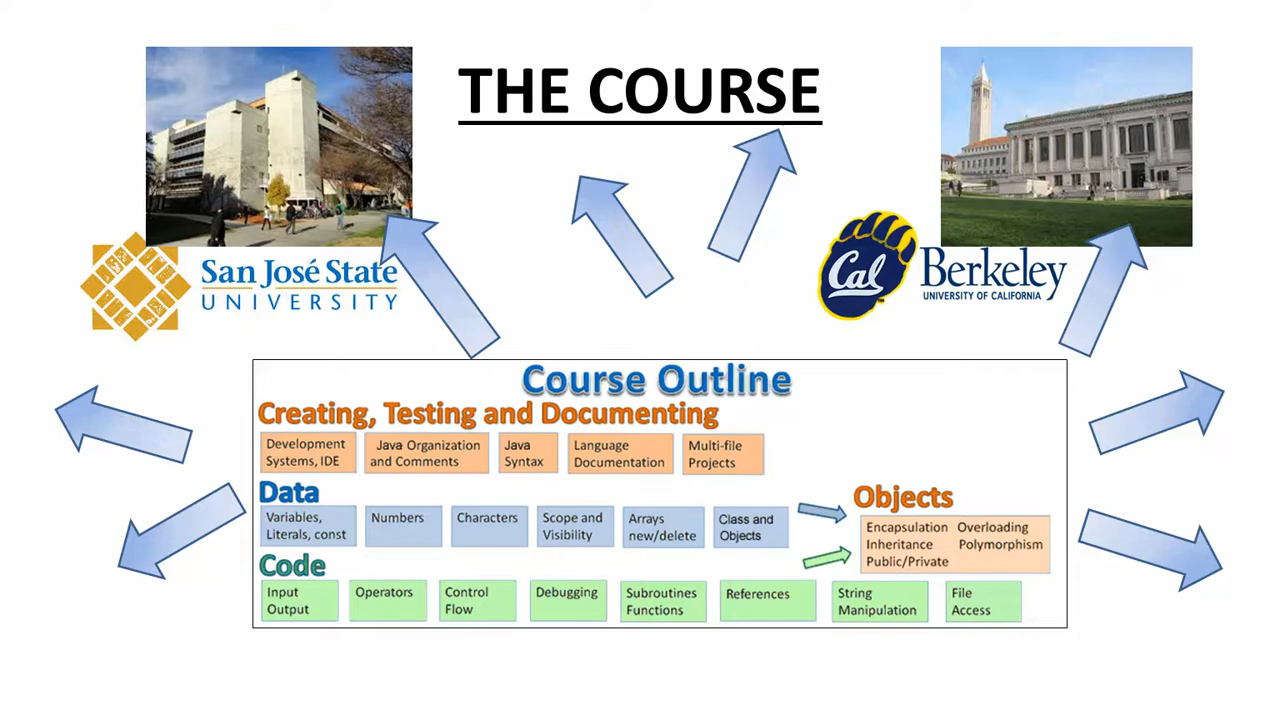 THE COURSE
San José State
UNIVERSITY
Cal
Berkeley
UNIVERSITY OF CALIFORNIA
Course Outline
Creating, Testing and Documenting
Development
Systems, IDE
Java Organization
and Comments
Java
Syntax
Language
Documentation
Multi-file
Projects
Data
Variables,
Literals, const
Numbers
Characters
Scope and
Visibility
Arrays
new/delete
Class and
Objects
Objects
Encapsulation Overloading
Inheritance Polymorphism
Public/Private
Code
Input
Output
Operators
Control
Flow
Debugging
Subroutines
Functions
References
String
Manipulation
File
Access